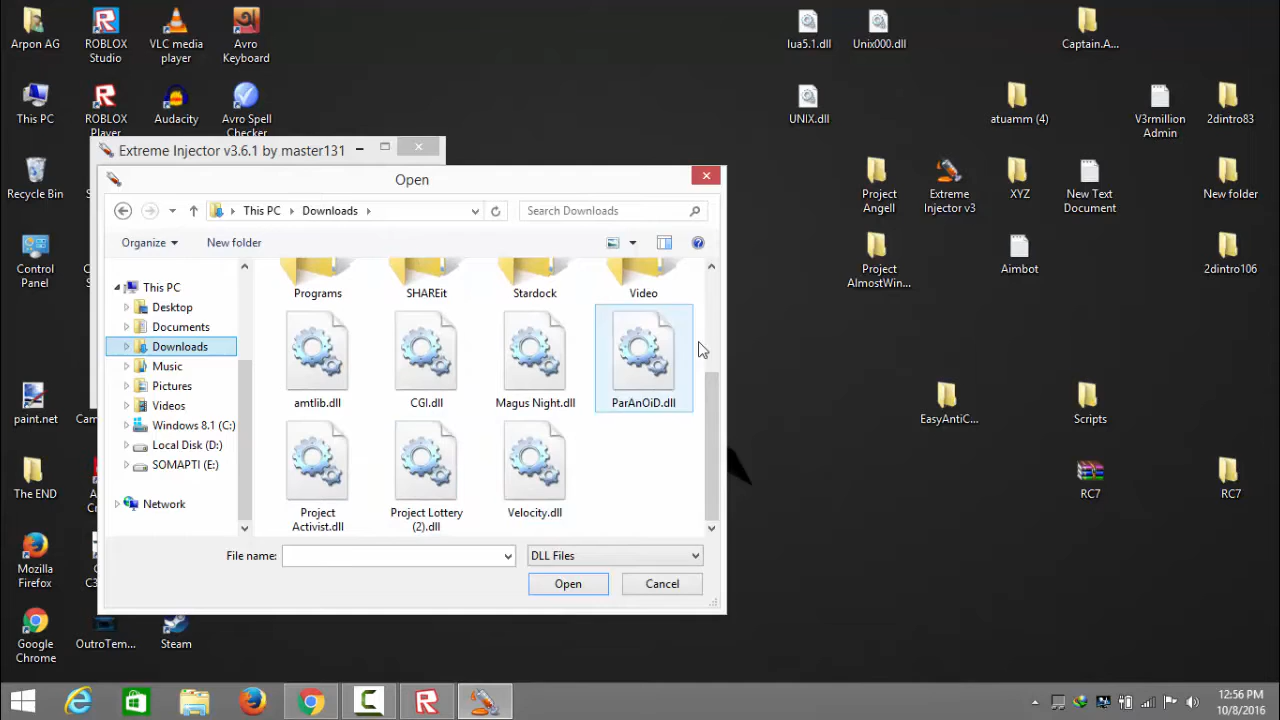 Arpon AG
ROBLOX
Studio
VLC media
player
Avro
Keyboard
lua5.1.dll
Unix000.dll
Captain.A...
This PC
ROBLOX
Player
Audacity
Avro Spell
Checker
UNIX.dll
atuamm (4)
V3rmillion
Admin
2dintro83
Extreme Injector v3.6.1 by master131
Open
Recycle Bin
Project
Angell
Extreme
Injector v3
XYZ
New Text
Document
New folder
This PC
Downloads
Search Downloads
Organize
New folder
Control
Panel
Project
AlmostWin...
Aimbot
2dintro106
This PC
Desktop
Documents
Downloads
Music
Pictures
Videos
Windows 8.1 (C:)
Local Disk (D:)
SOMAPTI (E:)
Network
Programs
SHAREit
Stardock
Video
amtlib.dll
CGI.dll
Magus Night.dll
ParAnOiD.dll
Project
Activist.dll
Project Lottery
(2).dll
Velocity.dll
File name:
DLL Files
Open
Cancel
paint.net
Cam
EasyAntiC...
Scripts
The END
RC7
RC7
Mozilla
Firefox
Google
Chrome
OutroTem...
Steam
12:56 PM
10/8/2016